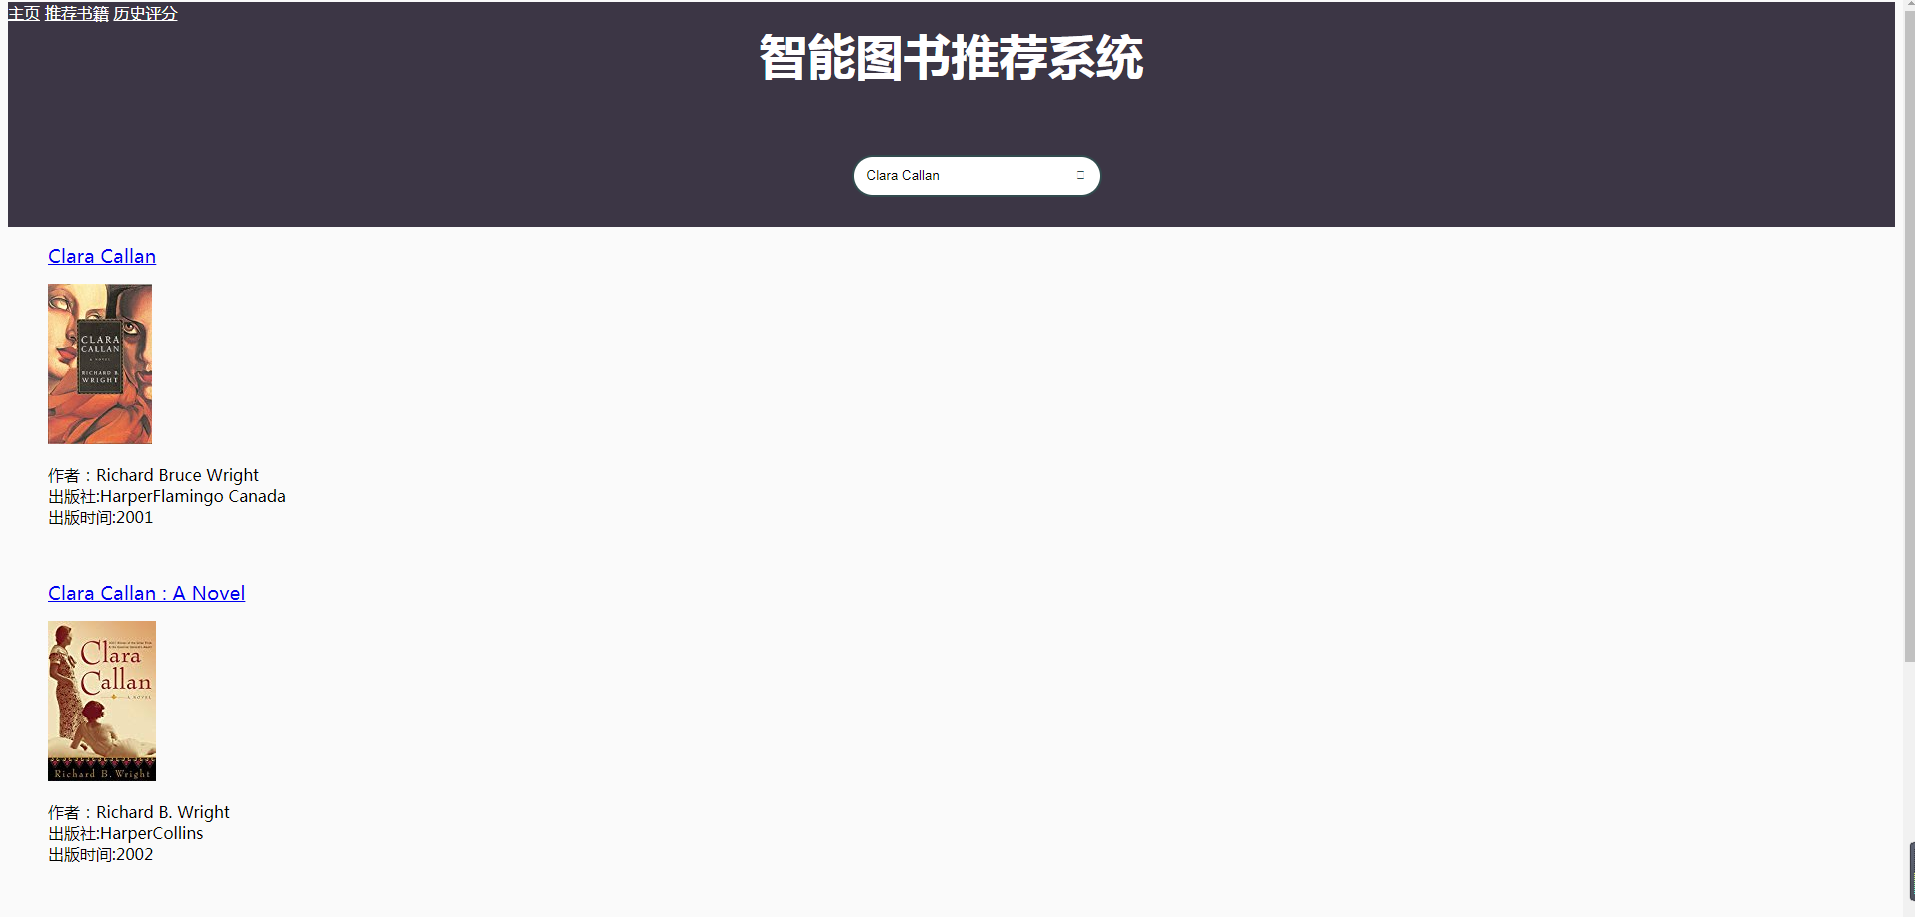 主页 推荐书籍 历史评分
智能图书推荐系统
Clara Callan
Clara Callan
CLARA
CALLAN
A NOVEL
RICHARD B.
WRIGHT
作者：Richard Bruce Wright
出版社:HarperFlamingo Canada
出版时间:2001
Clara Callan : A Novel
Clara
Callan
A NOVEL
Richard B. Wright
作者：Richard B. Wright
出版社:HarperCollins
出版时间:2002